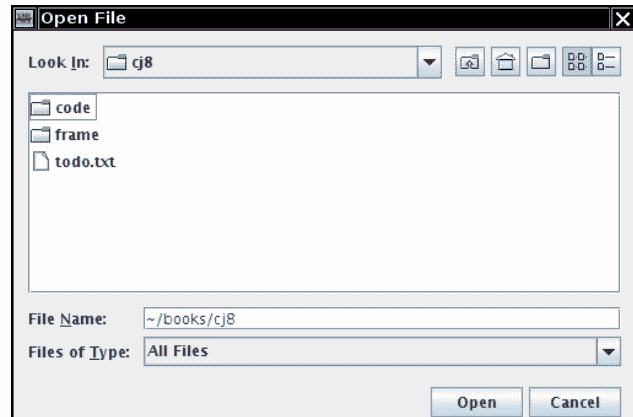 Open File
Look In: cj8
code
frame
todo.txt
File Name: ~/books/cj8
Files of Type: All Files
Open Cancel